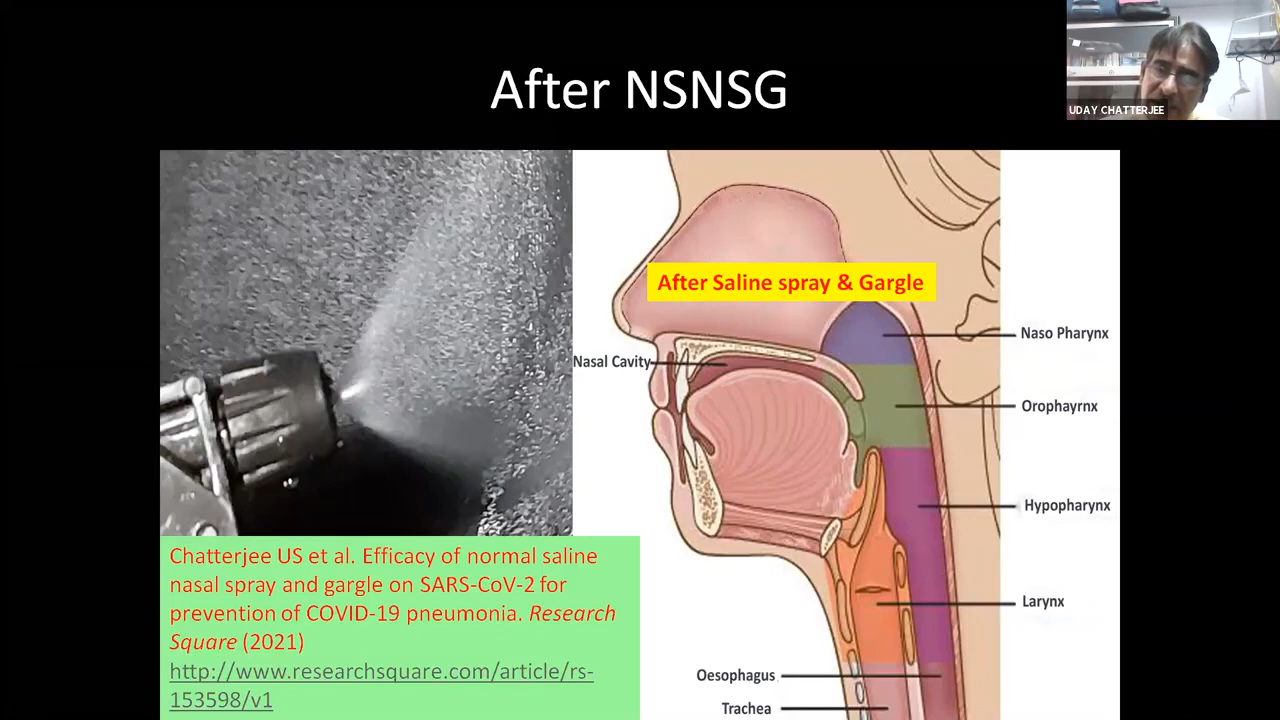 After NSNSG
UDAY CHATTERJEE
After Saline spray & Gargle
Naso Pharynx
Nasal Cavity
Orophayrnx
Hypopharynx
Larynx
Oesophagus
Trachea
Chatterjee US et al. Efficacy of normal saline
nasal spray and gargle on SARS-CoV-2 for
prevention of COVID-19 pneumonia. Research
Square (2021)
http://www.researchsquare.com/article/rs-
153598/v1